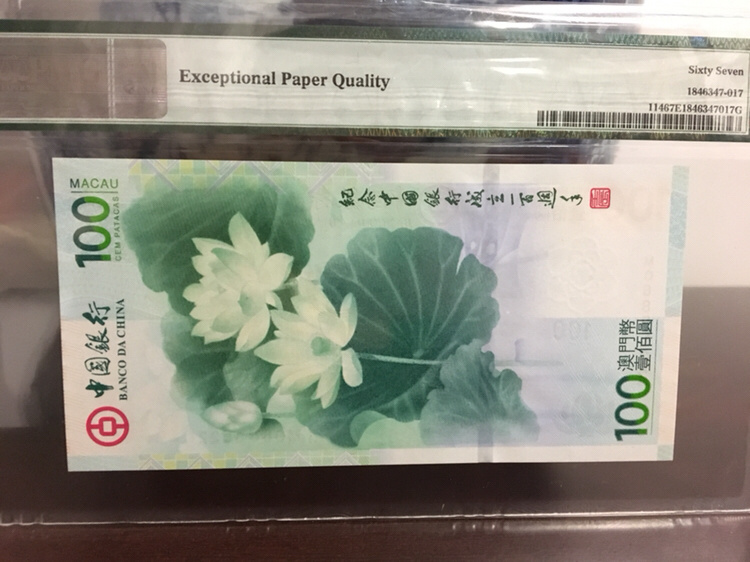 Exceptional Paper Quality
Sixty Seven
1846347-017
11467E1846347017G
MACAU
100
CEM PATACAS
紀念中國銀行成立一百週年
中國銀行
BANCO DA CHINA
100
澳門幣
壹佰圓